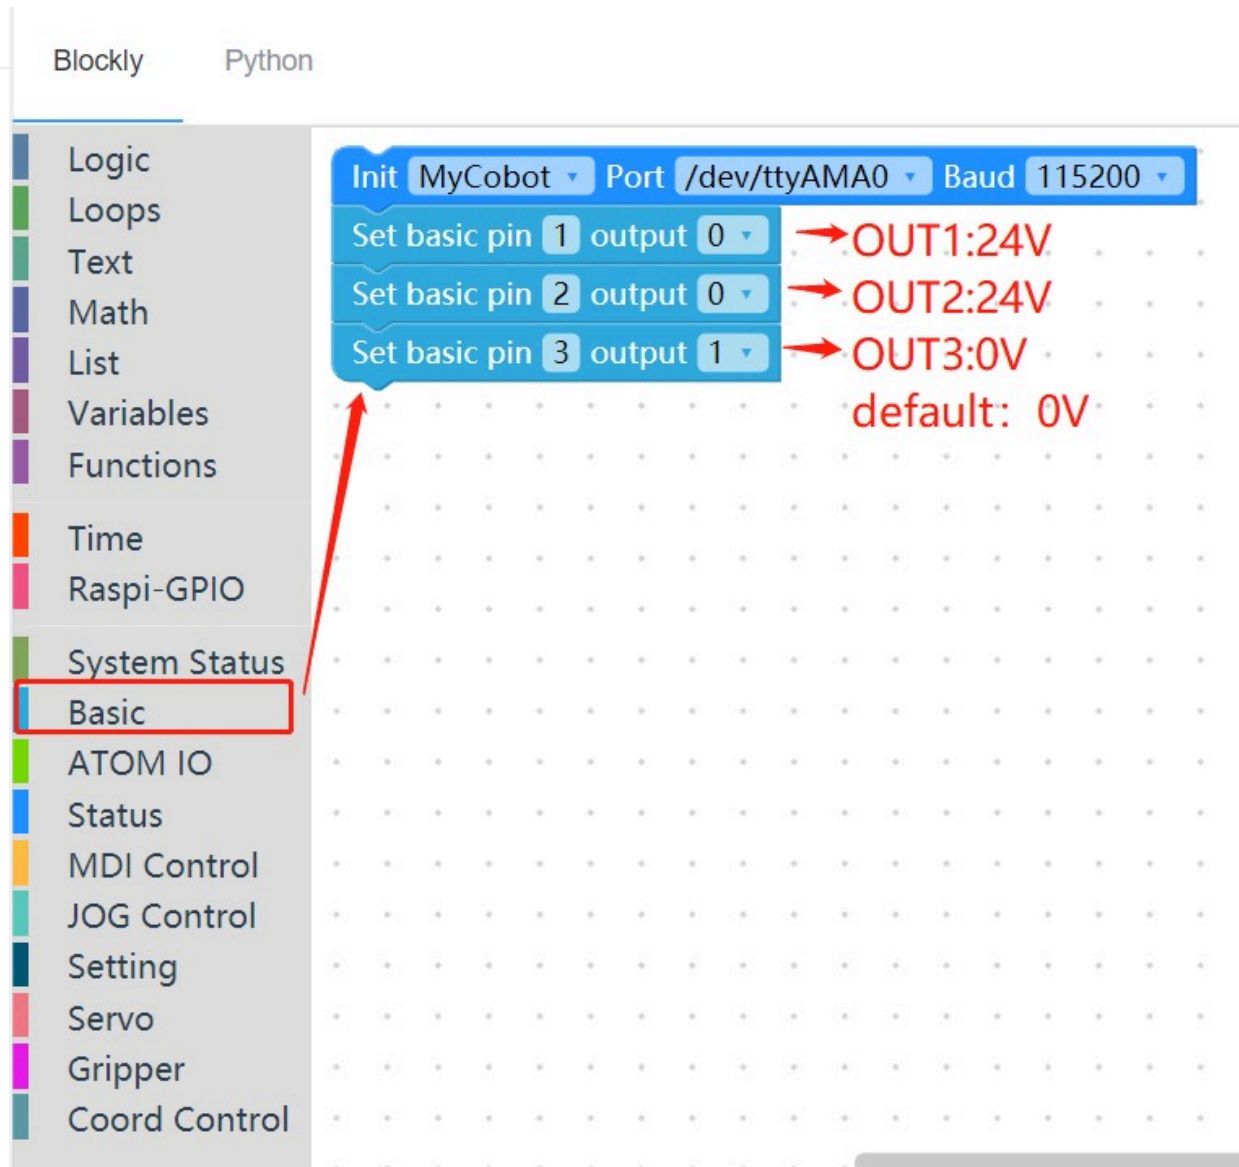 Blockly Python
Logic
Loops
Text
Math
List
Variables
Functions
Time
Raspi-GPIO
System Status
Basic
ATOM IO
Status
MDI Control
JOG Control
Setting
Servo
Gripper
Coord Control
Init MyCobot Port /dev/ttyAMA0 Baud 115200
Set basic pin 1 output 0 OUT1:24V
Set basic pin 2 output 0 OUT2:24V
Set basic pin 3 output 1 OUT3:0V
default: 0V